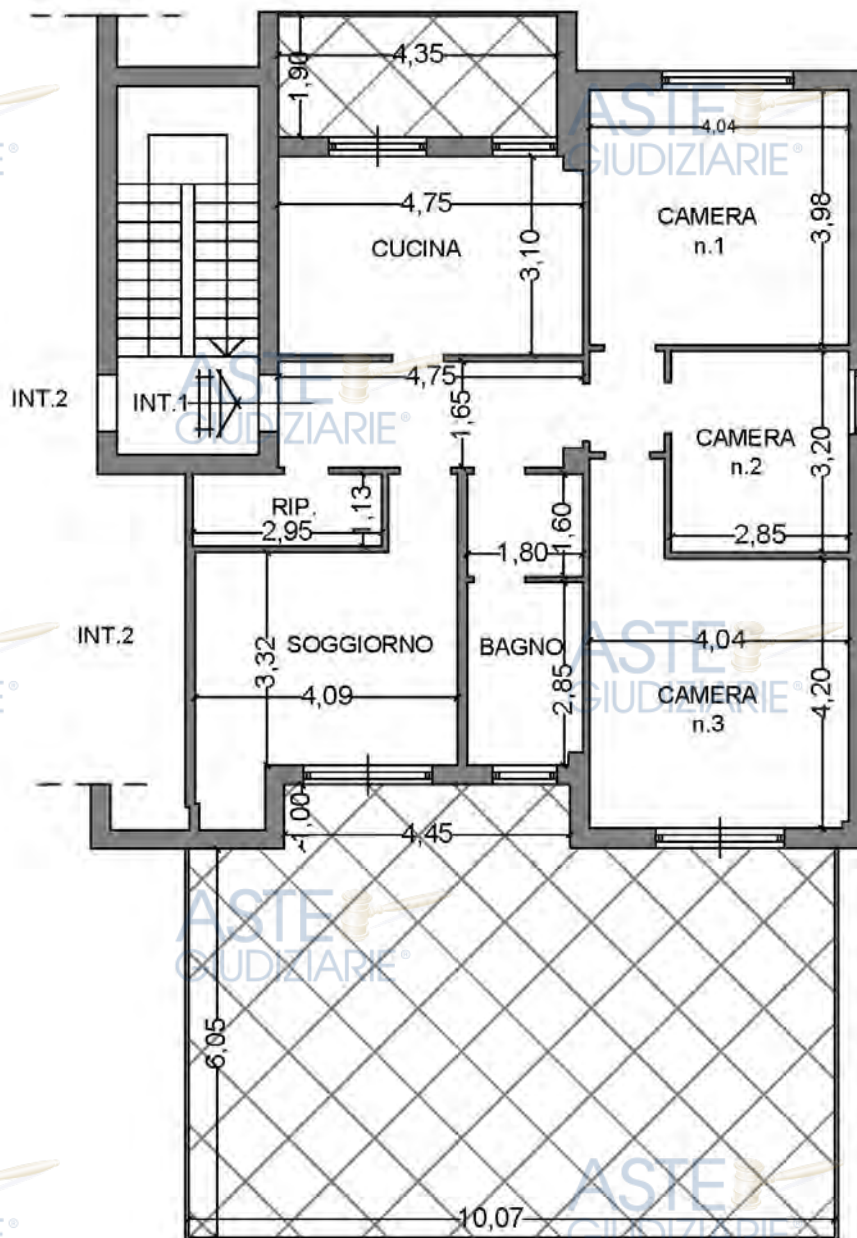 4,35
1,90
ASTE
GIUDIZIARIE®
4,04
4,75
CUCINA
3,10
CAMERA
n.1
3,98
ASTE
GIUDIZIARIE®
4,75
INT.2
INT.1
1,65
CAMERA
n.2
3,20
2,85
RIP.
2,95
1,13
1,60
1,80
INT.2
SOGGIORNO
3,32
4,09
BAGNO
2,85
ASTE
GIUDIZIARIE®
4,04
CAMERA
n.3
4,20
1,00
4,45
ASTE
GIUDIZIARIE®
6,05
ASTE
GIUDIZIARIE®
10,07